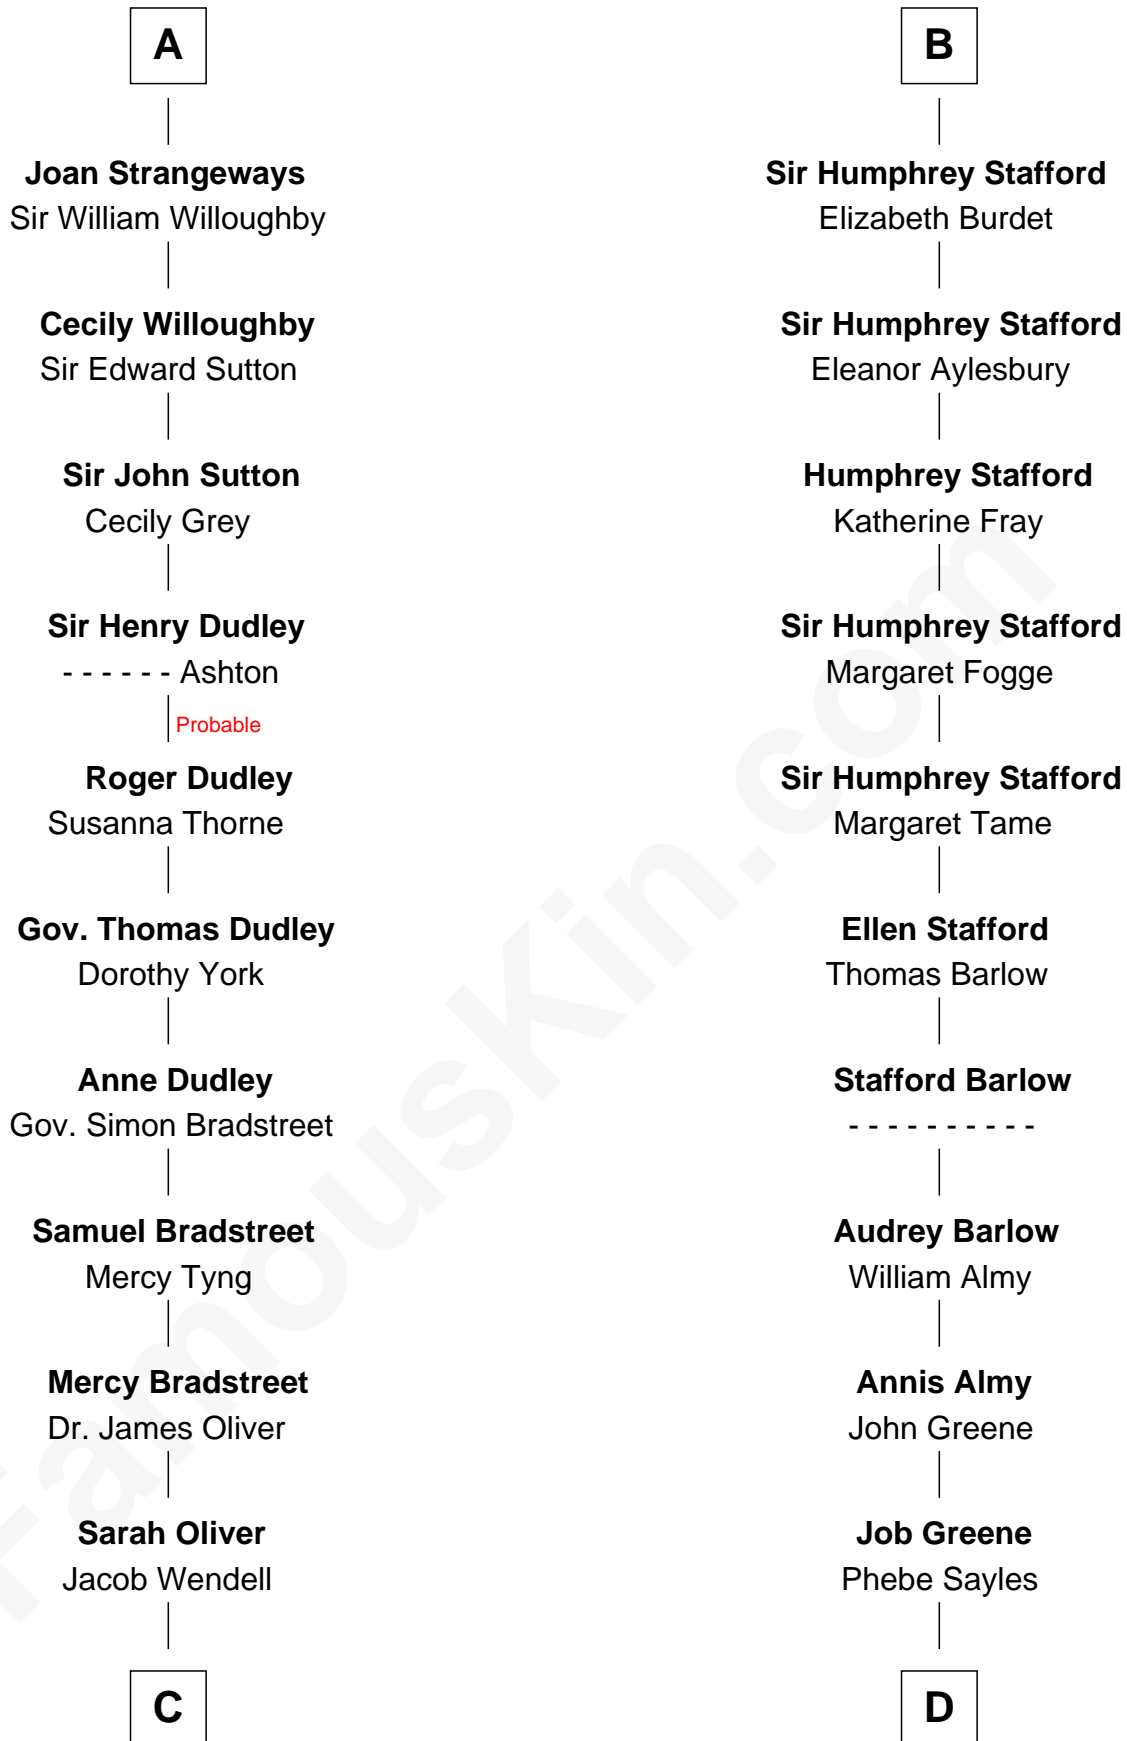 A
Joan Strangeways
Sir William Willoughby
Cecily Willoughby
Sir Edward Sutton
Sir John Sutton
Cecily Grey
Sir Henry Dudley
- - - - - - Ashton
Probable
Roger Dudley
Susanna Thorne
Gov. Thomas Dudley
Dorothy York
Anne Dudley
Gov. Simon Bradstreet
Samuel Bradstreet
Mercy Tyng
Mercy Bradstreet
Dr. James Oliver
Sarah Oliver
Jacob Wendell
C
B
Sir Humphrey Stafford
Elizabeth Burdet
Sir Humphrey Stafford
Eleanor Aylesbury
Humphrey Stafford
Katherine Fray
Sir Humphrey Stafford
Margaret Fogge
Sir Humphrey Stafford
Margaret Tame
Ellen Stafford
Thomas Barlow
Stafford Barlow
- - - - - - - - - -
Audrey Barlow
William Almy
Annis Almy
John Greene
Job Greene
Phebe Sayles
D
FamousKin.com